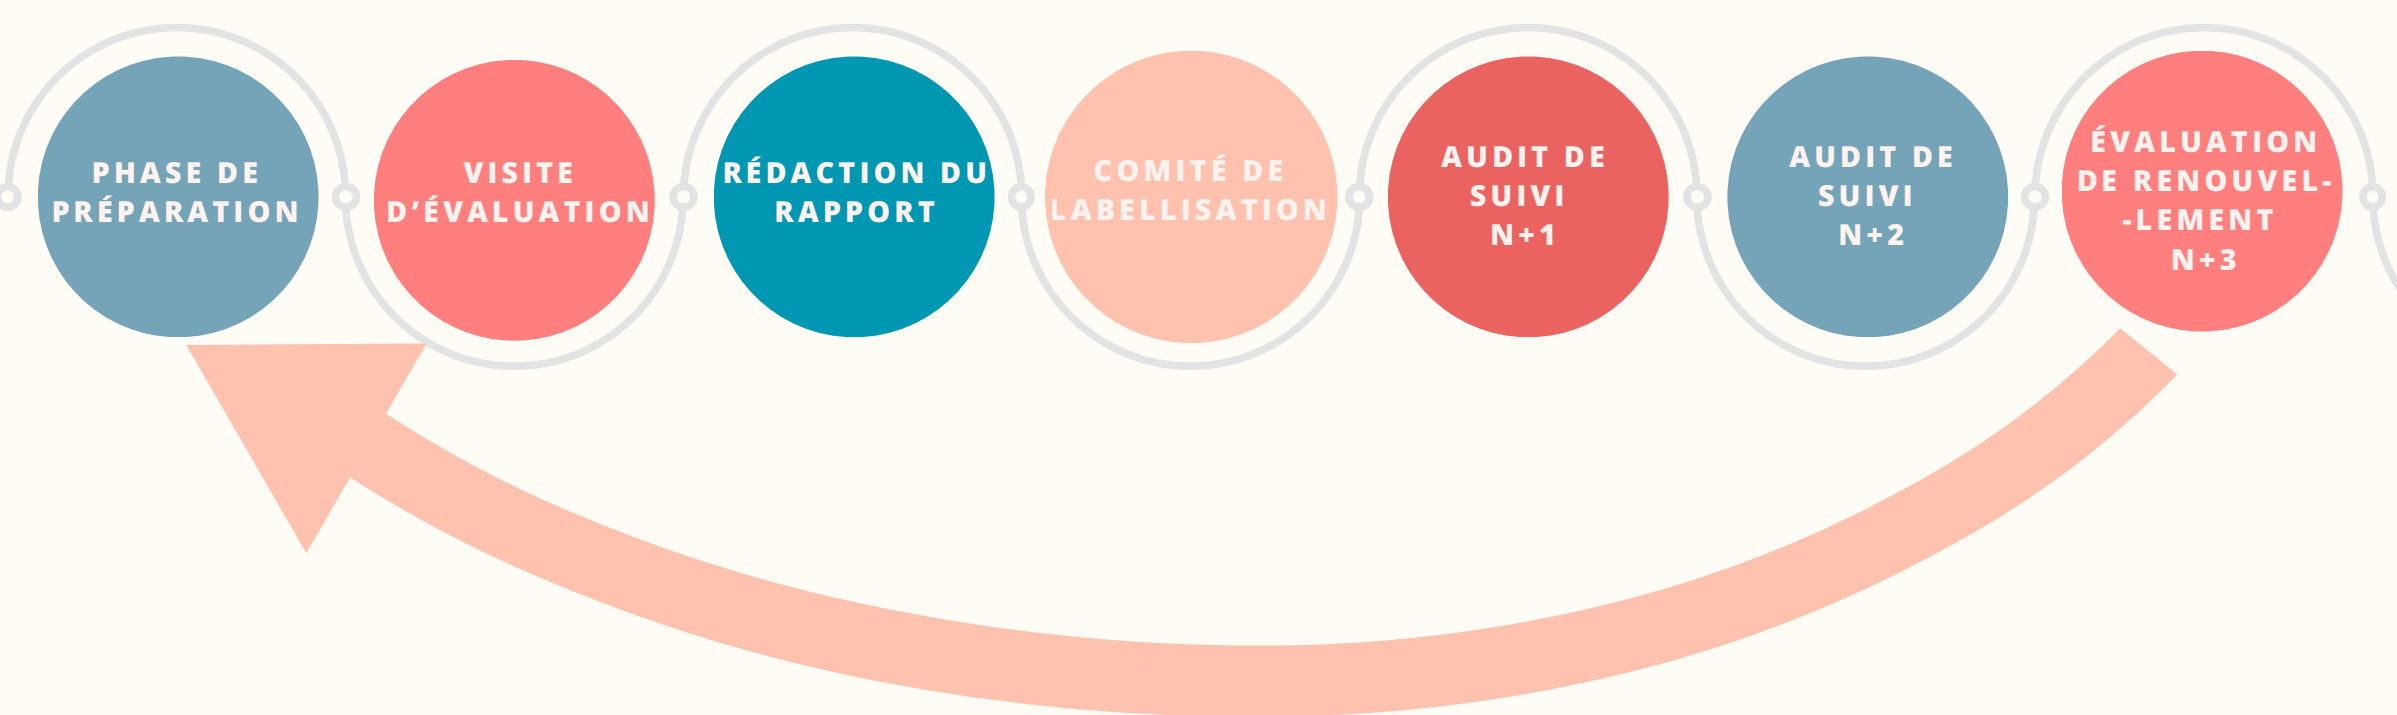 PHASE DE
PRÉPARATION
VISITE
D’ÉVALUATION
RÉDACTION DU
RAPPORT
COMITÉ DE
LABELLISATION
AUDIT DE
SUIVI
N+1
AUDIT DE
SUIVI
N+2
ÉVALUATION
DE RENOUVEL-
-LEMENT
N+3